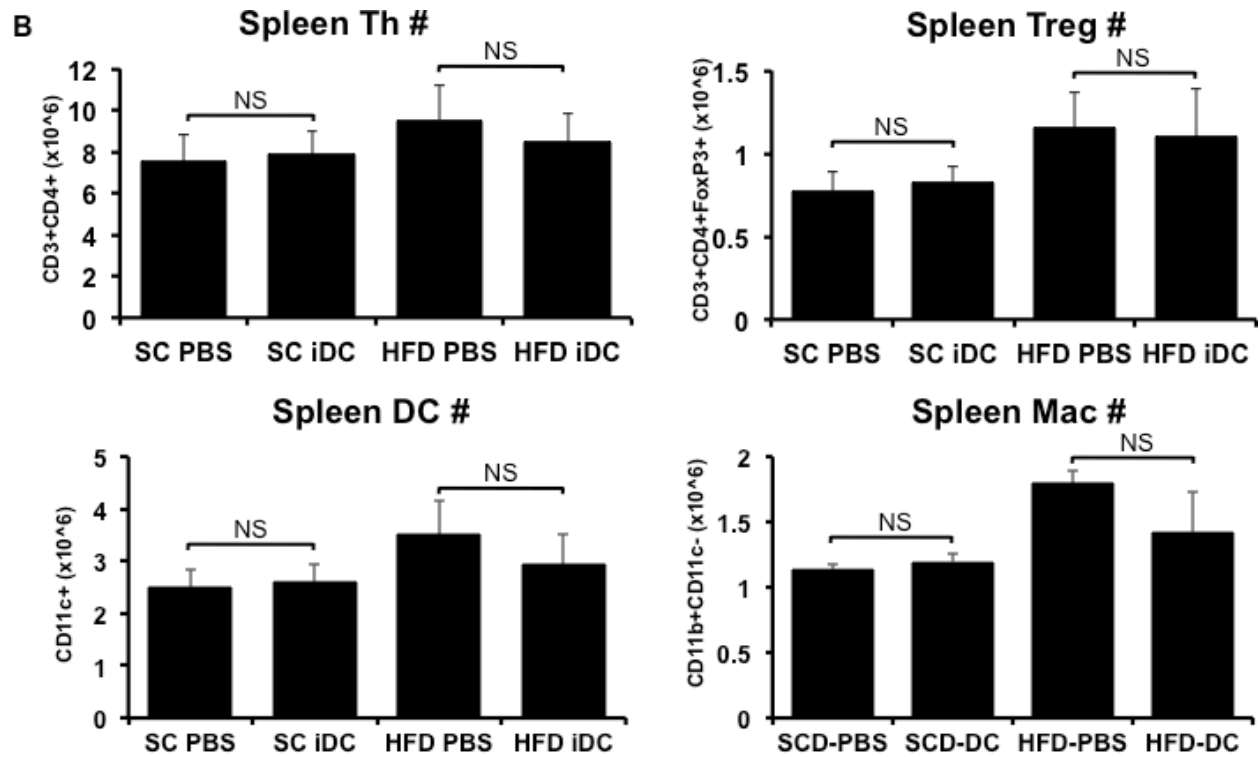 B
Spleen Th #
CD3+CD4+ (x10^6)
12
10
8
6
4
2
0
NS
NS
SC PBS SC iDC HFD PBS HFD iDC
Spleen Treg #
CD3+CD4+FoxP3+ (x10^6)
1.5
1
0.5
0
NS
NS
SC PBS SC iDC HFD PBS HFD iDC
Spleen DC #
CD11c+ (x10^6)
5
4
3
2
1
0
NS
NS
SC PBS SC iDC HFD PBS HFD iDC
Spleen Mac #
CD11b+CD11c- (x10^6)
2
1.5
1
0.5
0
NS
NS
SCD-PBS SCD-DC HFD-PBS HFD-DC